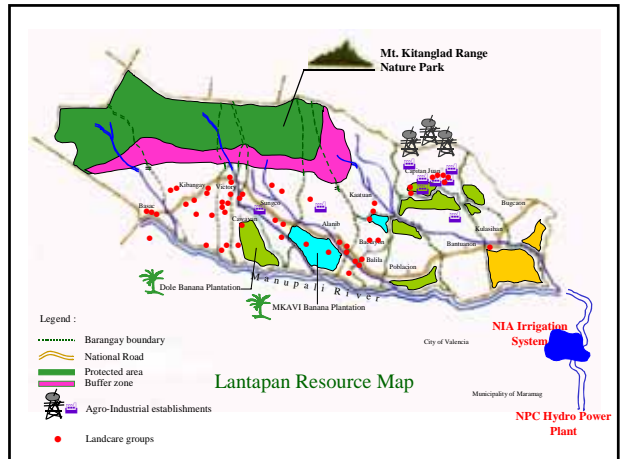 Mt. Kitanglad Range
Nature Park
Capitan Juan
Kibangay
Victory
Kaatuan
Basac
Songco
Bugcaon
Cawayan
Alanib
Kulasihan
Balila
Bantuanon
Poblacion
Dole Banana Plantation
Manupali River
MKAVI Banana Plantation
Legend :
Barangay boundary
National Road
Protected area
Buffer zone
Agro-Industrial establishments
Landcare groups
Lantapan Resource Map
City of Valencia
NIA Irrigation
System
Municipality of Maramag
NPC Hydro Power
Plant